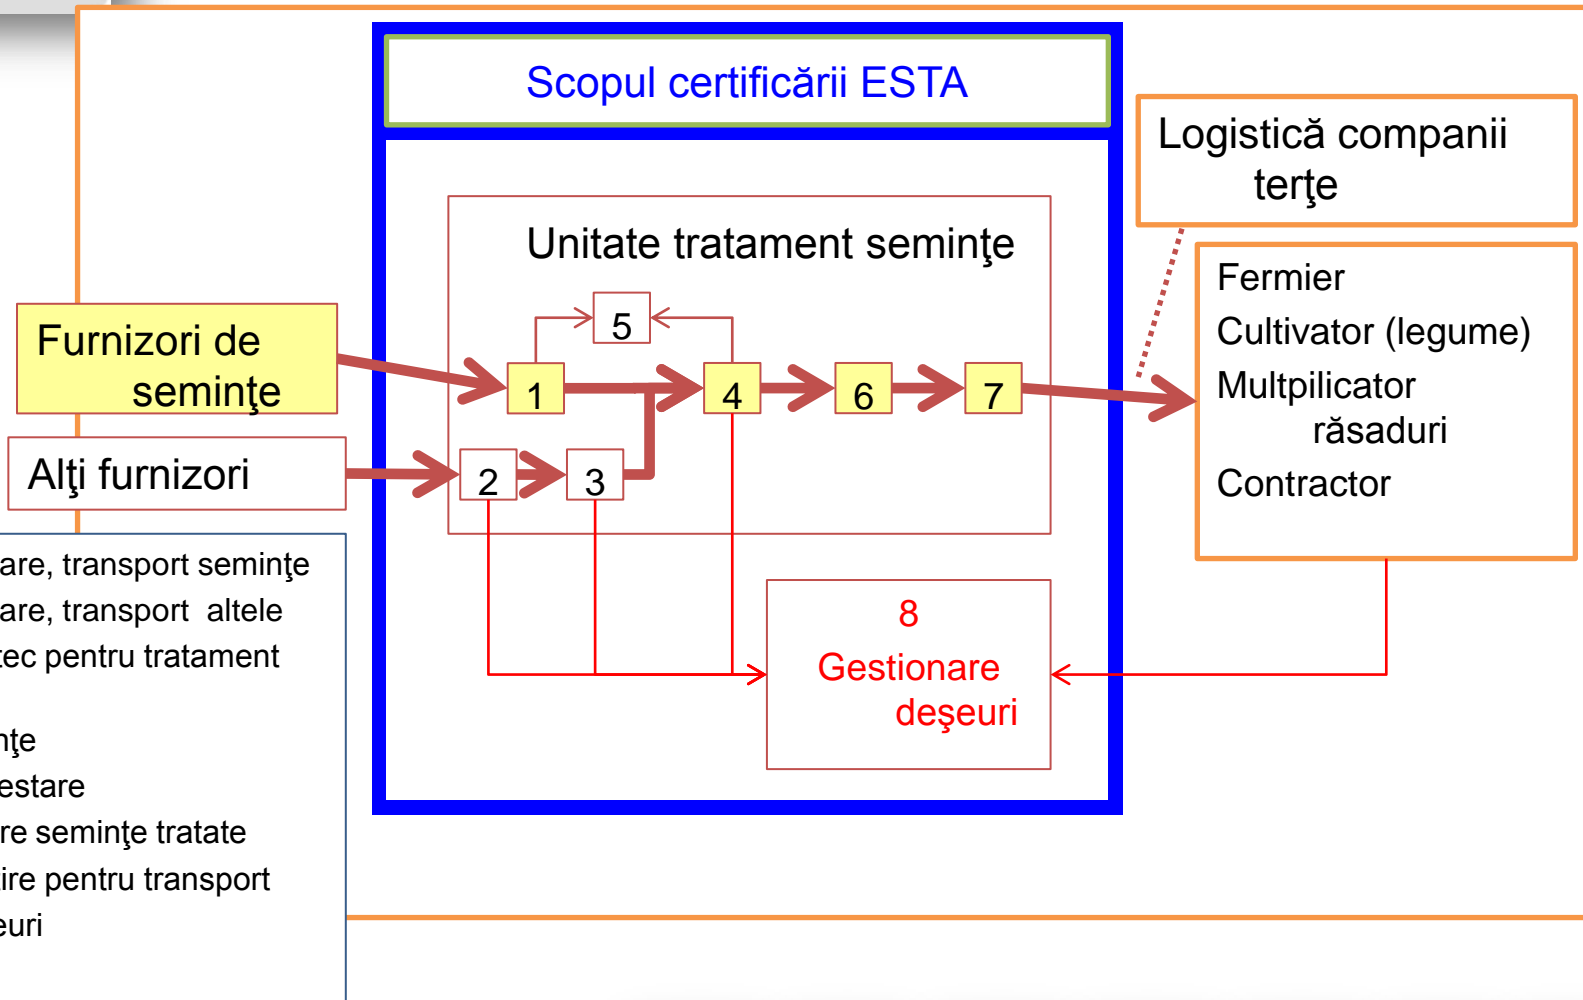 Scopul certificării ESTA
Logistică companii
terţe
Unitate tratament seminţe
Fermier
Cultivator (legume)
Multpilicator
răsaduri
Contractor
Furnizori de
seminţe
Alţi furnizori
5
1
4
6
7
2
3
8
Gestionare
deşeuri
are, transport seminţe
are, transport altele
tec pentru tratament
nţe
estare
re seminţe tratate
tire pentru transport
euri